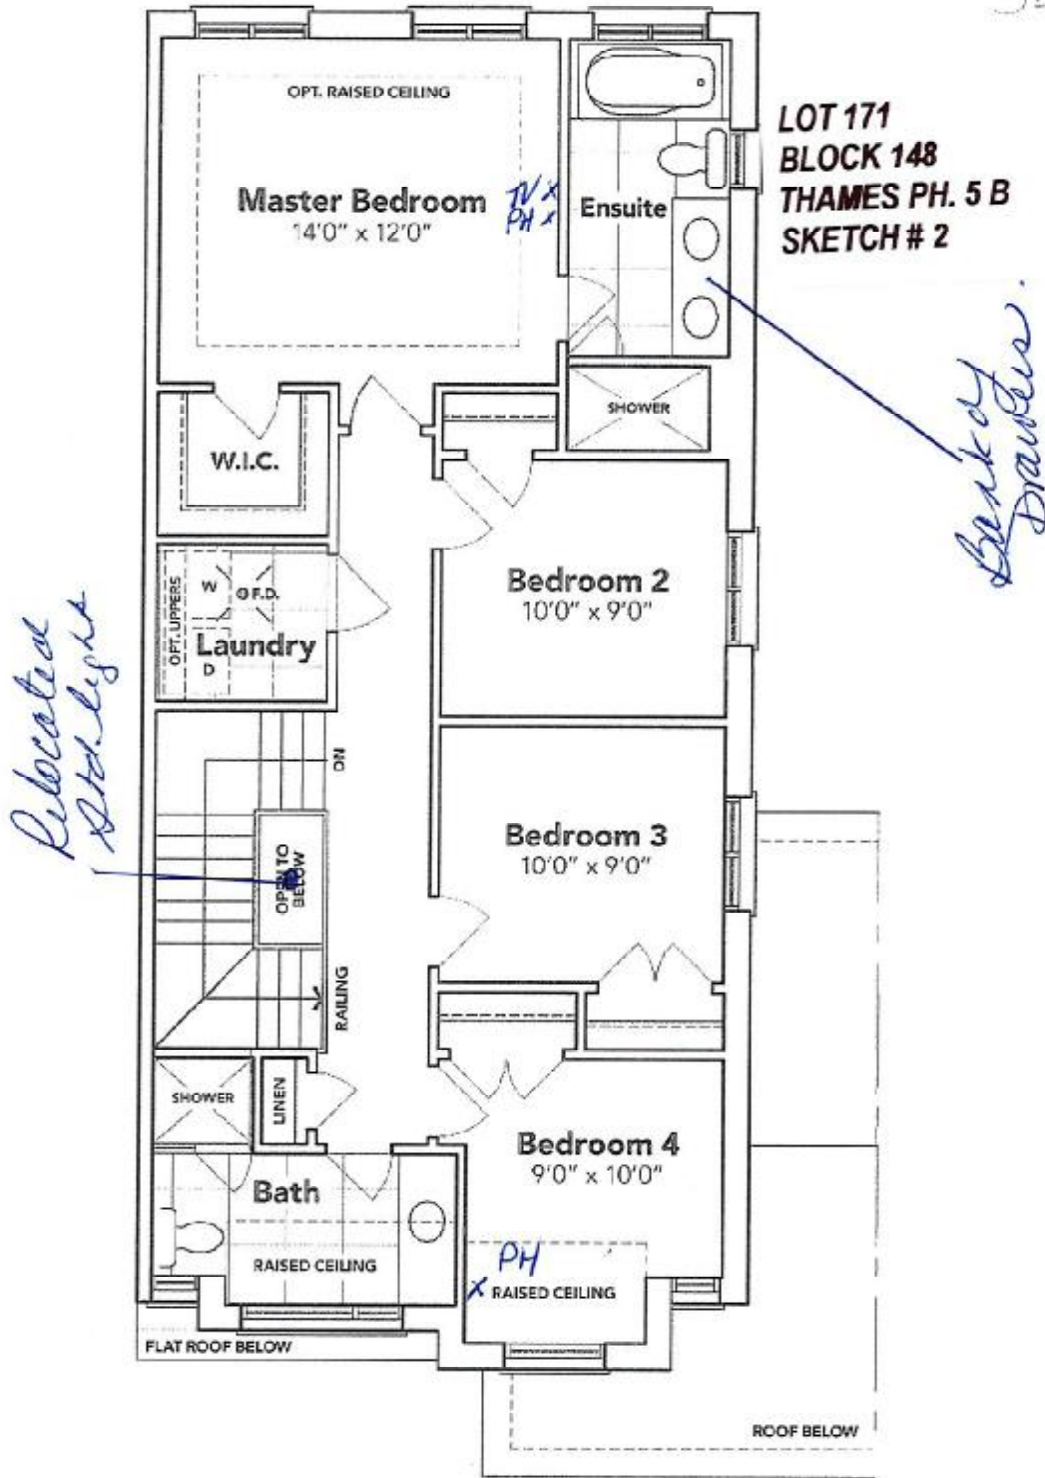 OPT. RAISED CEILING
Master Bedroom
14'0" x 12'0"
TV x
PH x
Ensuite
LOT 171
BLOCK 148
THAMES PH. 5 B
SKETCH # 2
Bank of
Drawers.
SHOWER
W.I.C.
Bedroom 2
10'0" x 9'0"
OPT. UPPERS
W
F.D.
Laundry
D
Relocated
Std. light
DN
OPEN TO
BELOW
RAILING
Bedroom 3
10'0" x 9'0"
SHOWER
LINEN
Bedroom 4
9'0" x 10'0"
Bath
RAISED CEILING
PH
x RAISED CEILING
FLAT ROOF BELOW
ROOF BELOW